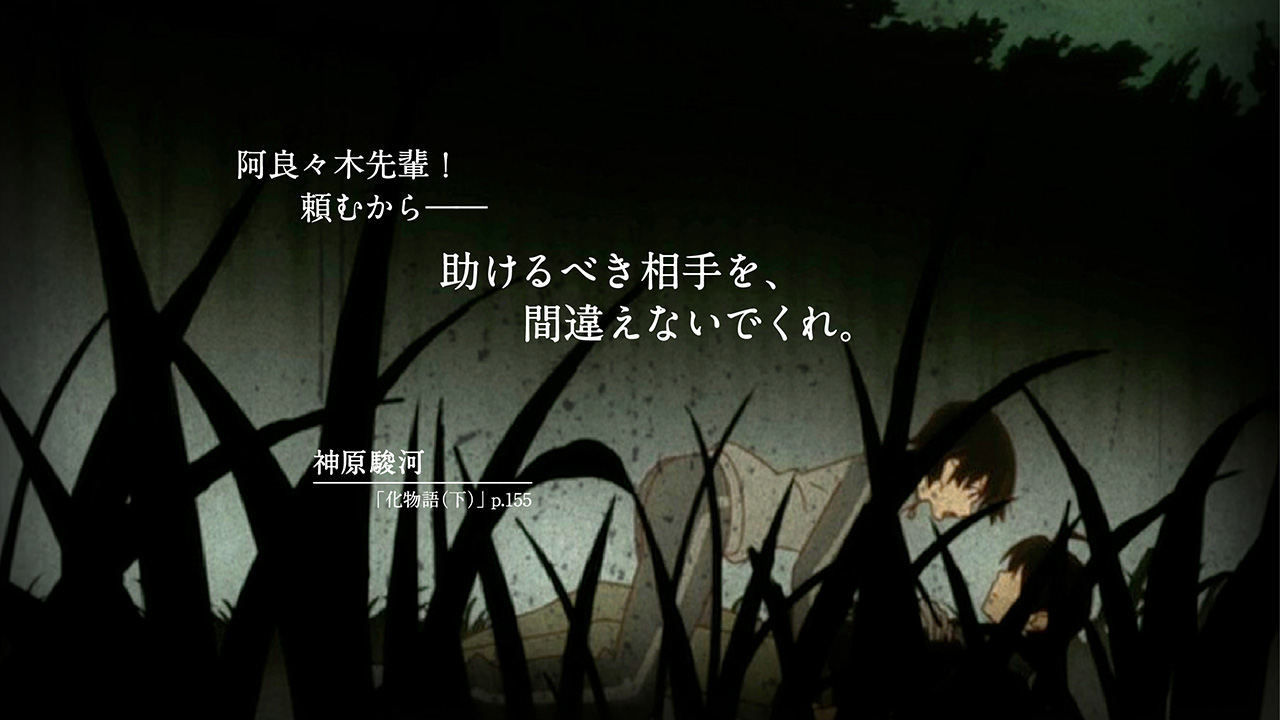 阿良々木先輩！
頼むから——
助けるべき相手を、
間違えないでくれ。
神原駿河
「化物語（下）」p.155